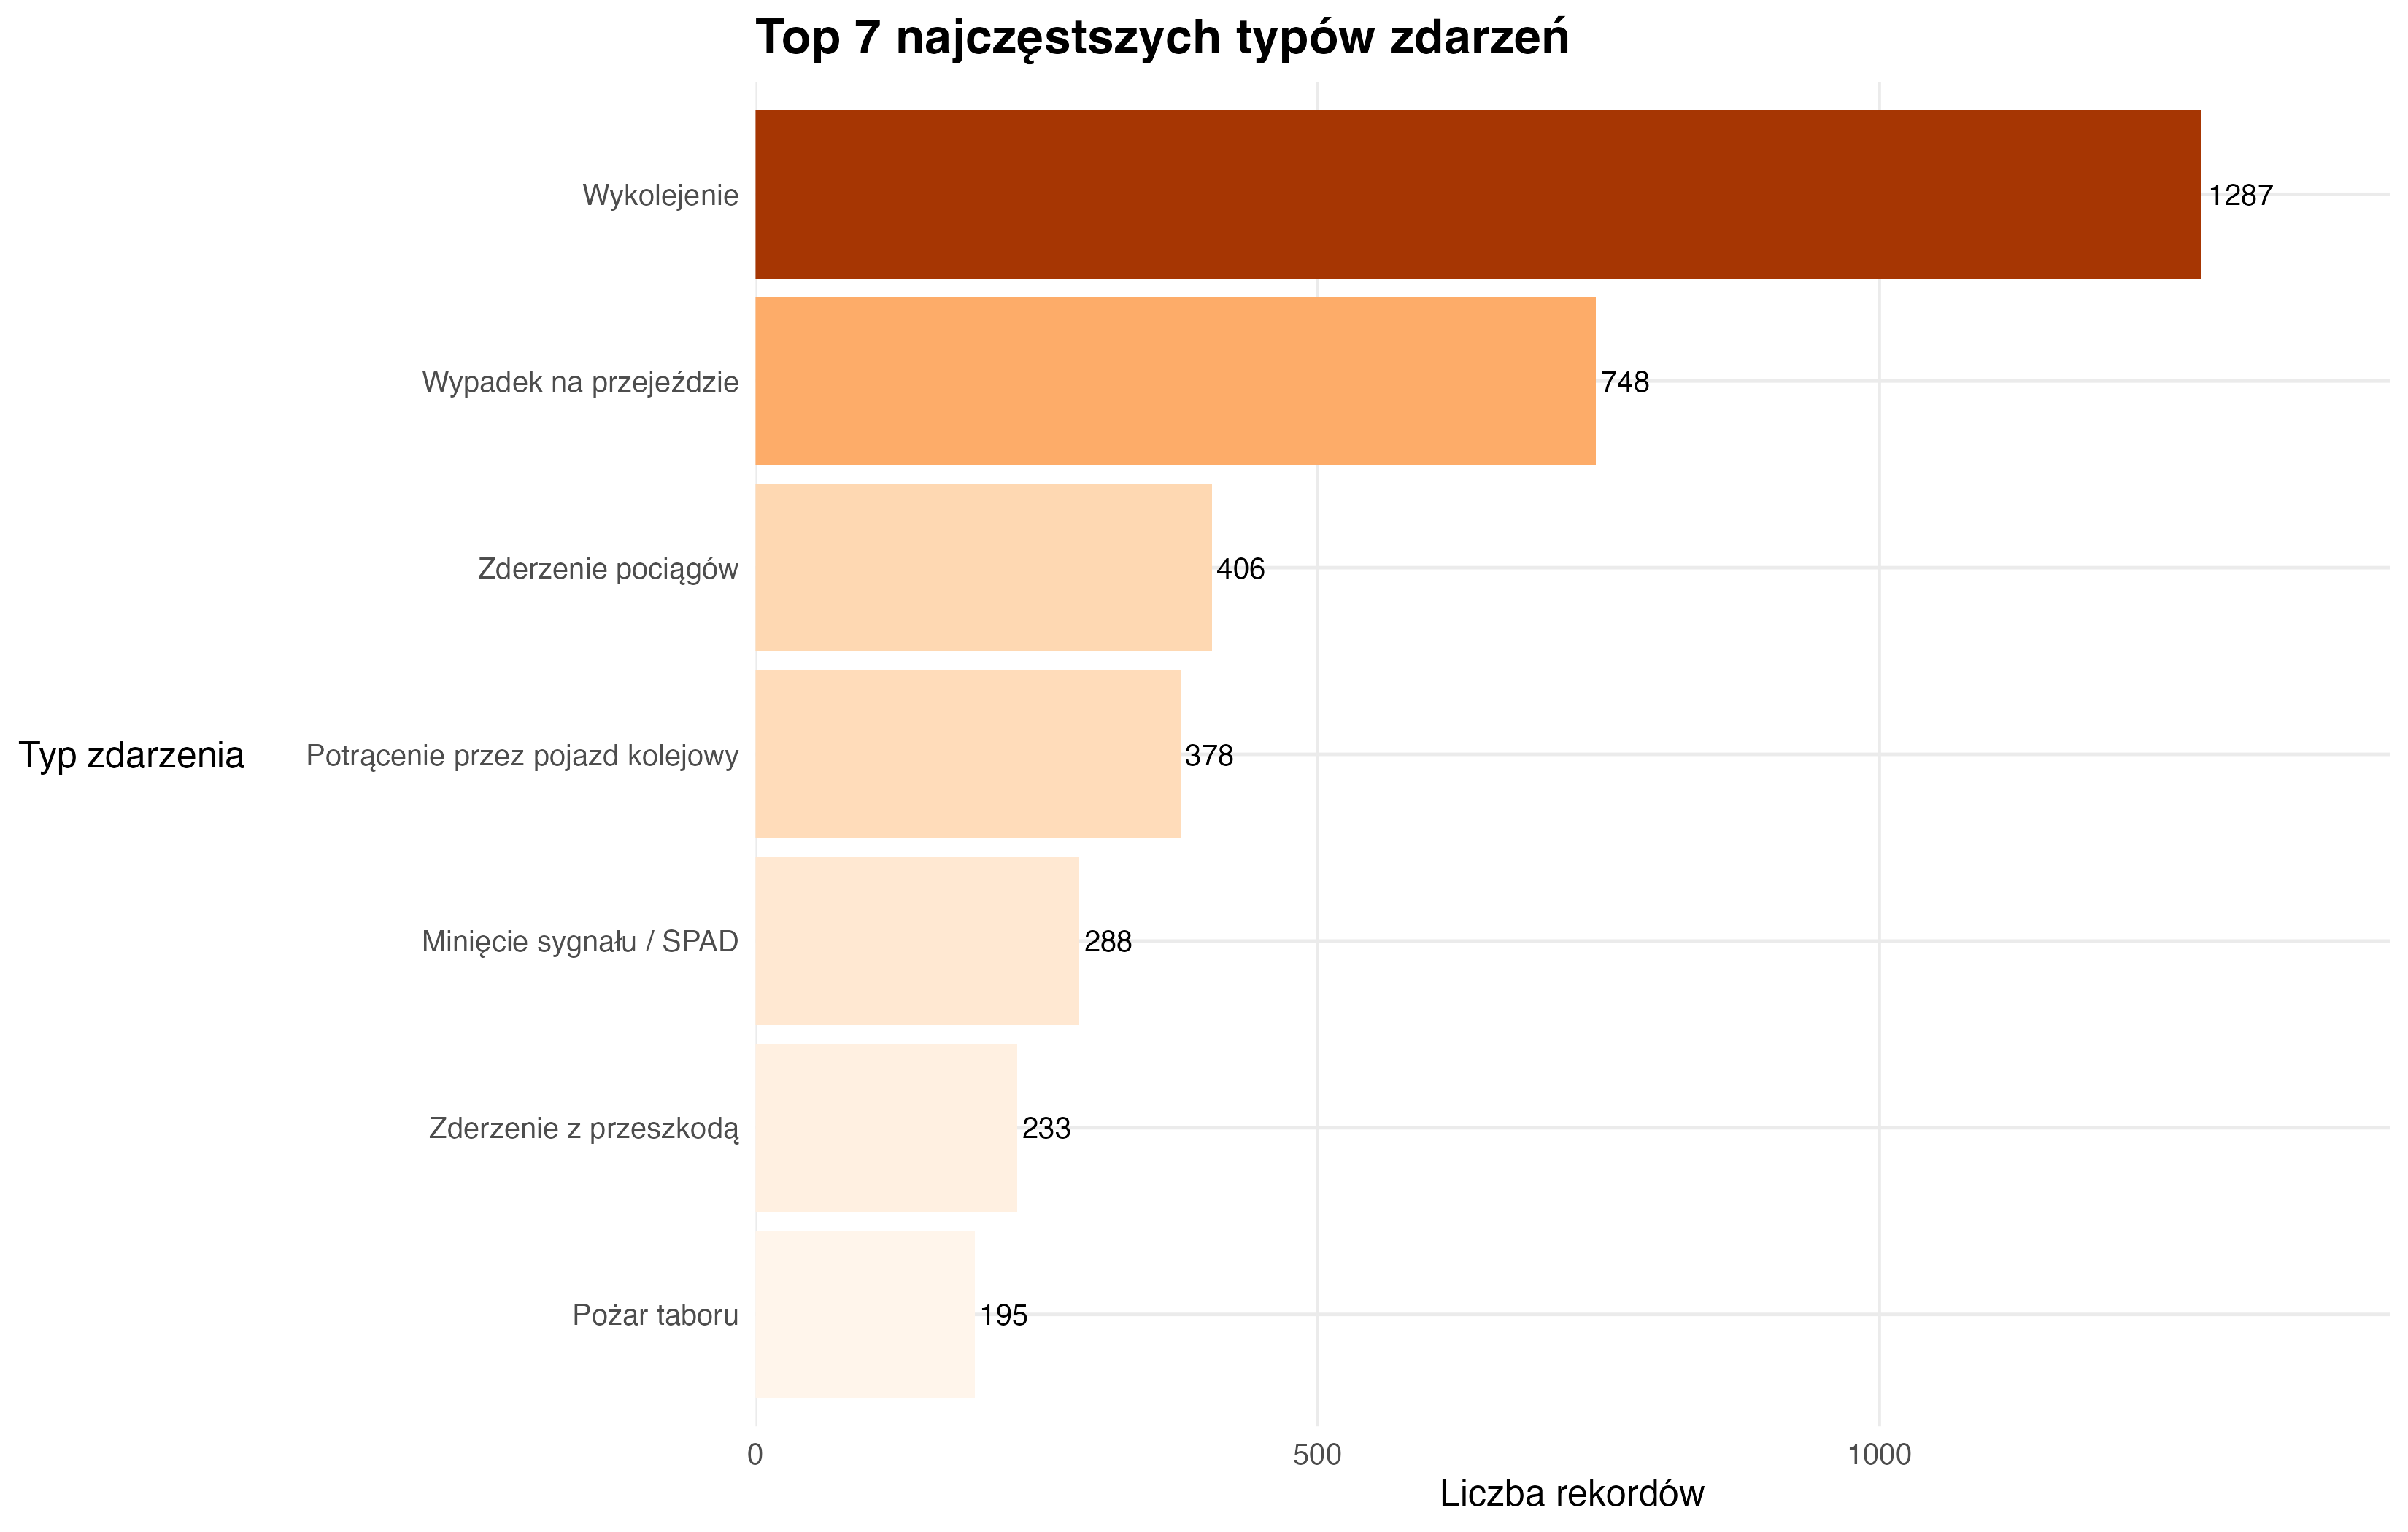 Top 7 najczęstszych typów zdarzeń
Wykolejenie 1287
Wypadek na przejeździe 748
Zderzenie pociągów 406
Typ zdarzenia
Potrącenie przez pojazd kolejowy 378
Minięcie sygnału / SPAD 288
Zderzenie z przeszkodą 233
Pożar taboru 195
0 500 1000
Liczba rekordów